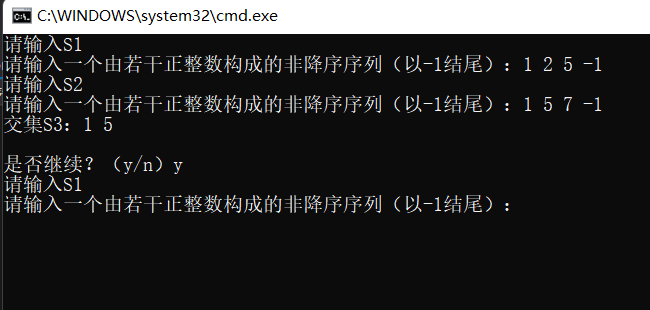 C:\WINDOWS\system32\cmd.exe
请输入S1
请输入一个由若干正整数构成的非降序序列（以-1结尾）：1 2 5 -1
请输入S2
请输入一个由若干正整数构成的非降序序列（以-1结尾）：1 5 7 -1
交集S3：1 5
是否继续？（y/n）y
请输入S1
请输入一个由若干正整数构成的非降序序列（以-1结尾）：